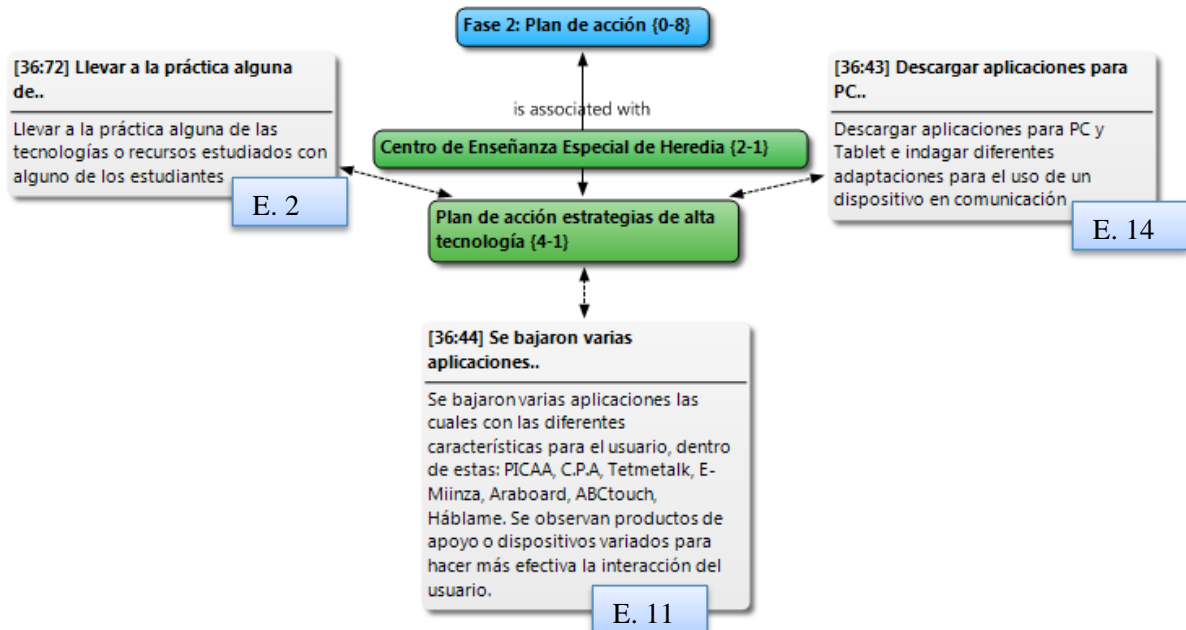 Fase 2: Plan de acción {0-8}
[36:72] Llevar a la práctica alguna
de..
Llevar a la práctica alguna de las
tecnologías o recursos estudiados con
alguno de los estudiantes
E. 2
is associated with
Centro de Enseñanza Especial de Heredia {2-1}
Plan de acción estrategias de alta
tecnología {4-1}
[36:43] Descargar aplicaciones para
PC..
Descargar aplicaciones para PC y
Tablet e indagar diferentes
adaptaciones para el uso de un
dispositivo en comunicación
E. 14
[36:44] Se bajaron varias
aplicaciones..
Se bajaron varias aplicaciones las
cuales con las diferentes
características para el usuario, dentro
de estas: PICAA, C.P.A, Tetmetalk, E-
Miinza, Araboard, ABCtouch,
Háblame. Se observan productos de
apoyo o dispositivos variados para
hacer más efectiva la interacción del
usuario.
E. 11